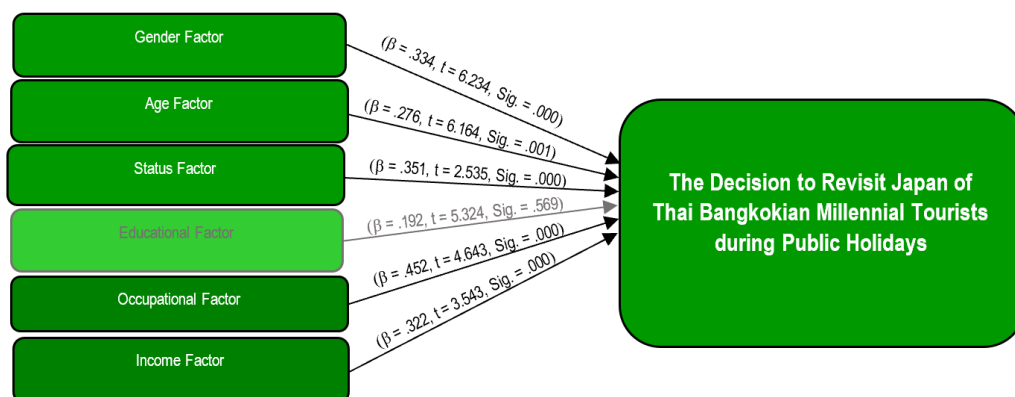 Gender Factor
(β = .334, t = 6.234, Sig. = .000)
Age Factor
(β = .276, t = 6.164, Sig. = .001)
Status Factor
(β = .351, t = 2.535, Sig. = .000)
Educational Factor
(β = .192, t = 5.324, Sig. = .569)
Occupational Factor
(β = .452, t = 4.643, Sig. = .000)
Income Factor
(β = .322, t = 3.543, Sig. = .000)
The Decision to Revisit Japan of
Thai Bangkokian Millennial Tourists
during Public Holidays